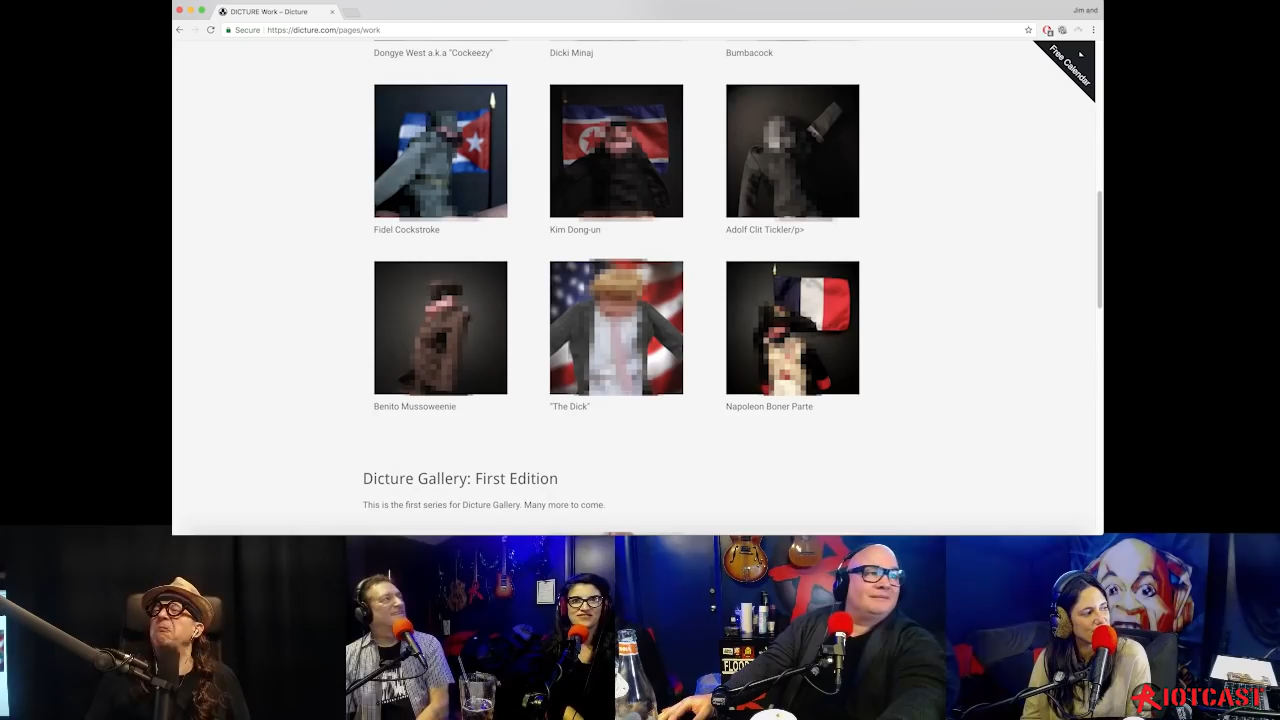 DICTURE Work – Dicture
Jim and
Secure
https://dicture.com/pages/work
Free Calendar
Dongye West a.k.a "Cockeezy"
Dicki Minaj
Bumbacock
Fidel Cockstroke
Kim Dong-un
Adolf Clit Tickler/p>
Benito Mussoweenie
"The Dick"
Napoleon Boner Parte
Dicture Gallery: First Edition
This is the first series for Dicture Gallery. Many more to come.
FLOOD
RIOTCAST